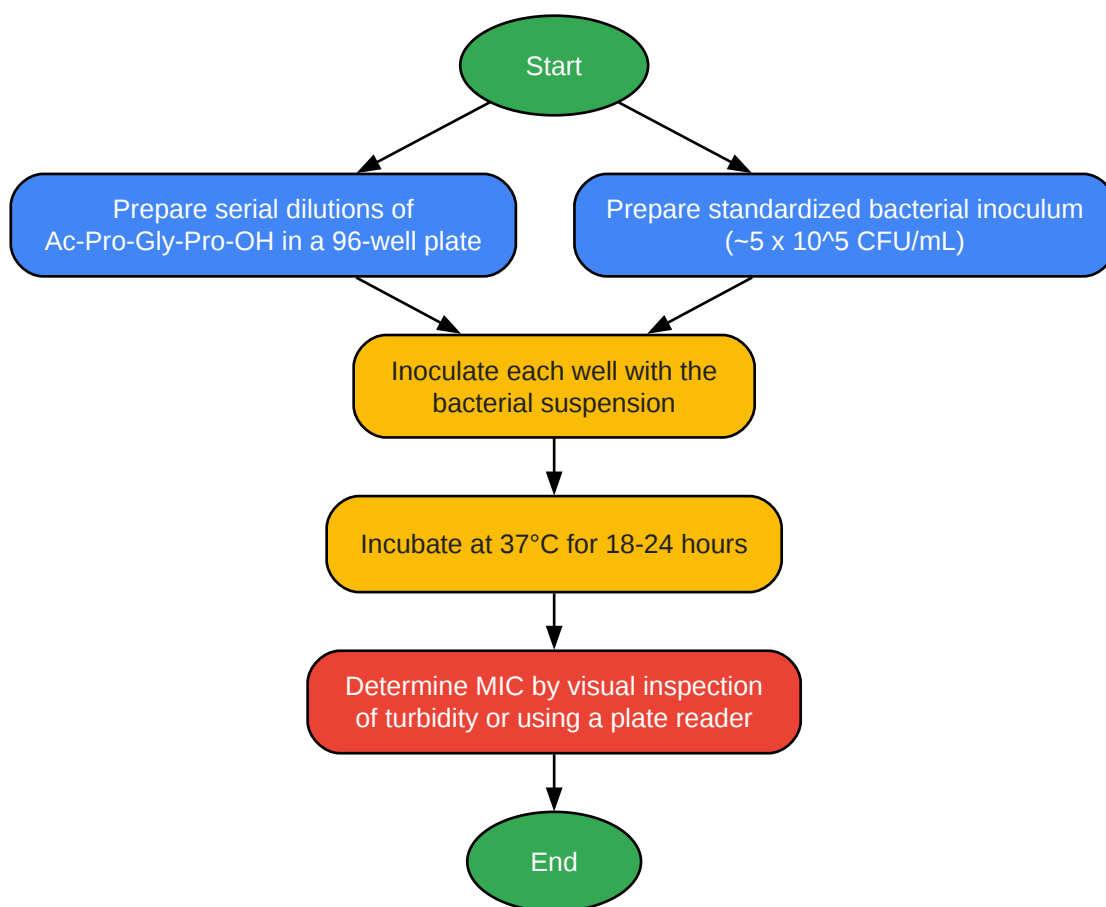 Start
Prepare serial dilutions of
Ac-Pro-Gly-Pro-OH in a 96-well plate
Prepare standardized bacterial inoculum
(~5 x 10^5 CFU/mL)
Inoculate each well with the
bacterial suspension
Incubate at 37°C for 18-24 hours
Determine MIC by visual inspection
of turbidity or using a plate reader
End